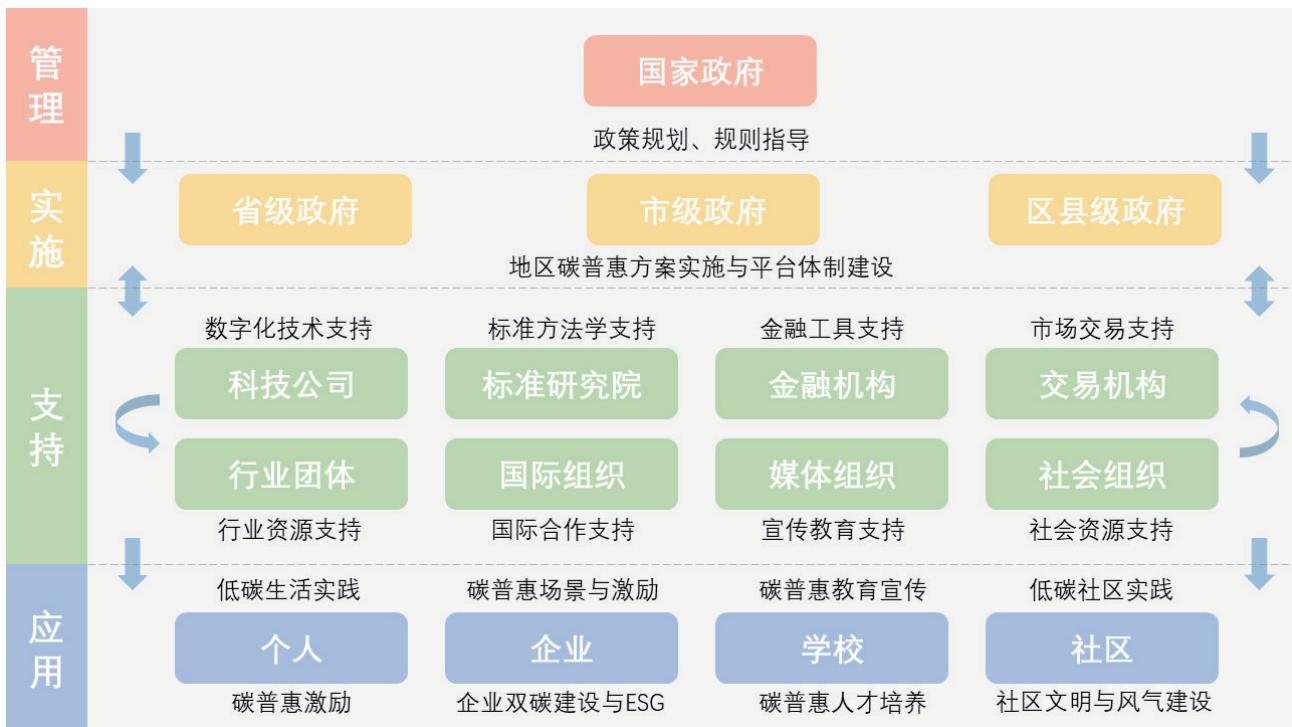 管理
国家政府
政策规划、规则指导
实施
省级政府
市级政府
区县级政府
地区碳普惠方案实施与平台体制建设
支持
数字化技术支持
标准方法学支持
金融工具支持
市场交易支持
科技公司
标准研究院
金融机构
交易机构
行业团体
国际组织
媒体组织
社会组织
行业资源支持
国际合作支持
宣传教育支持
社会资源支持
应用
低碳生活实践
碳普惠场景与激励
碳普惠教育宣传
低碳社区实践
个人
企业
学校
社区
碳普惠激励
企业双碳建设与ESG
碳普惠人才培养
社区文明与风气建设